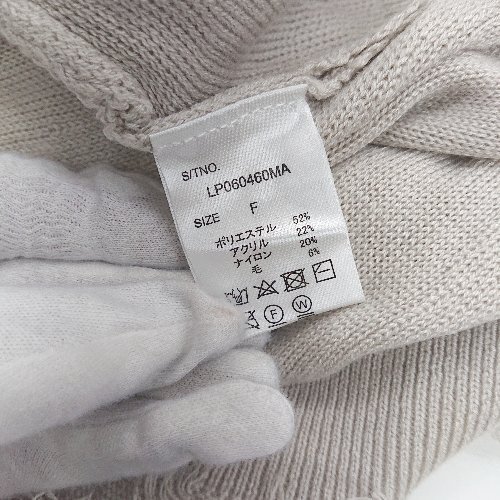 S/TNO.
LP060460MA
SIZE F
ポリエステル 52%
アクリル 22%
ナイロン 20%
毛 6%
F W